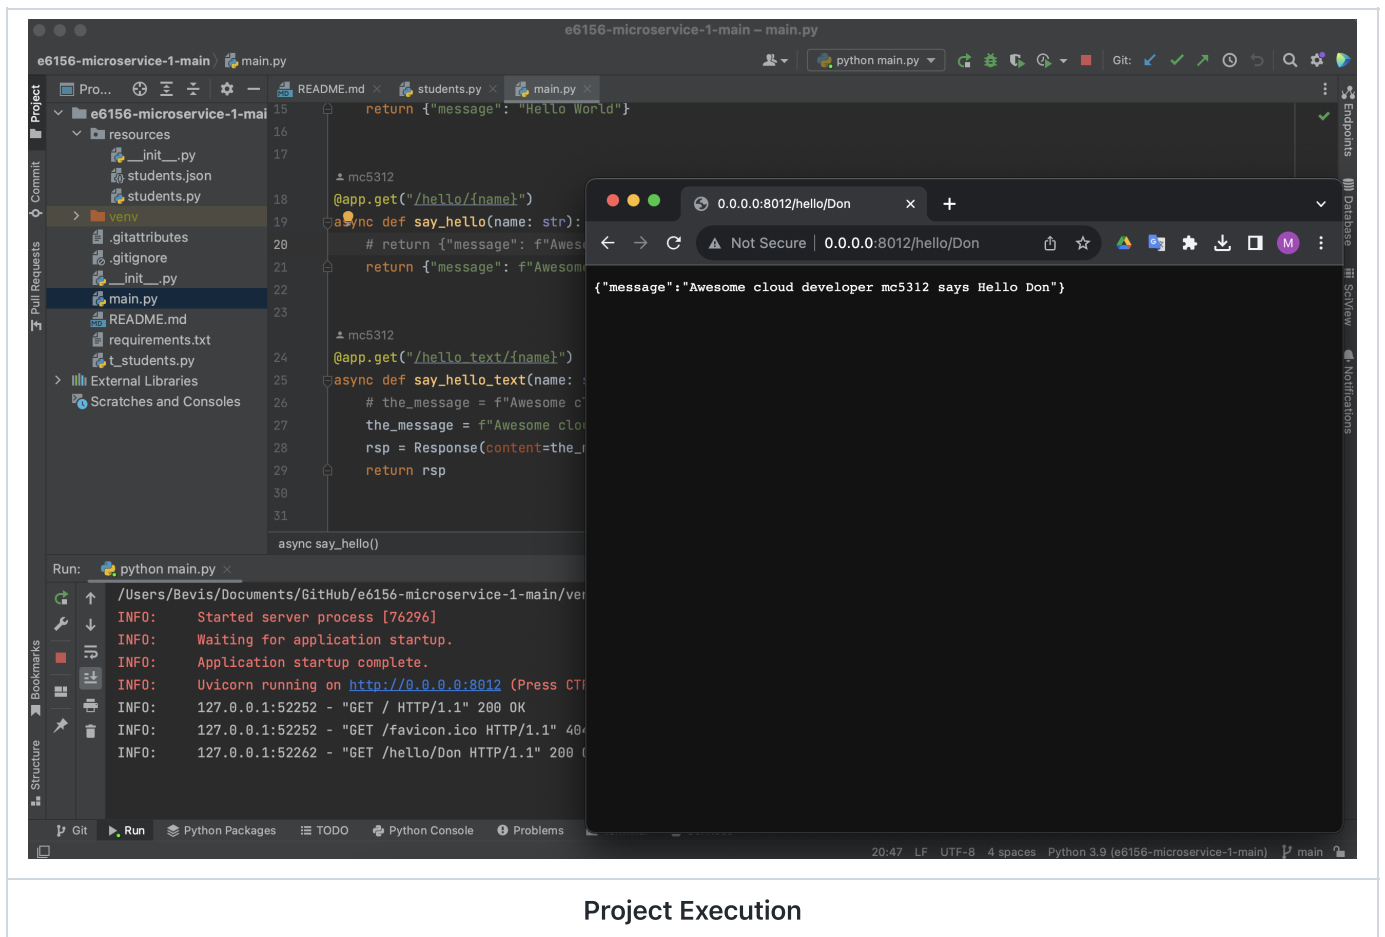 e6156-microservice-1-main – main.py
e6156-microservice-1-main
main.py
python main.py
Git:
Project
Commit
Pull Requests
Bookmarks
Structure
Pro...
e6156-microservice-1-mai
resources
__init__.py
students.json
students.py
venv
.gitattributes
.gitignore
__init__.py
main.py
README.md
requirements.txt
t_students.py
External Libraries
Scratches and Consoles
README.md
students.py
main.py
15 return {"message": "Hello World"}
16
17
mc5312
18 @app.get("/hello/{name}")
19 async def say_hello(name: str):
20 # return {"message": f"Awes
21 return {"message": f"Awesom
22
23
mc5312
24 @app.get("/hello_text/{name}")
25 async def say_hello_text(name:
26 # the_message = f"Awesome c
27 the_message = f"Awesome clo
28 rsp = Response(content=the_
29 return rsp
30
31
async say_hello()
0.0.0.0:8012/hello/Don
Not Secure
0.0.0.0:8012/hello/Don
M
{"message":"Awesome cloud developer mc5312 says Hello Don"}
Endpoints
Database
SciView
Notifications
Run:
python main.py
/Users/Bevis/Documents/GitHub/e6156-microservice-1-main/ve
INFO: Started server process [76296]
INFO: Waiting for application startup.
INFO: Application startup complete.
INFO: Uvicorn running on http://0.0.0.0:8012 (Press CT
INFO: 127.0.0.1:52252 - "GET / HTTP/1.1" 200 OK
INFO: 127.0.0.1:52252 - "GET /favicon.ico HTTP/1.1" 40
INFO: 127.0.0.1:52262 - "GET /hello/Don HTTP/1.1" 200
Git
Run
Python Packages
TODO
Python Console
Problems
20:47 LF UTF-8 4 spaces Python 3.9 (e6156-microservice-1-main) main
Project Execution